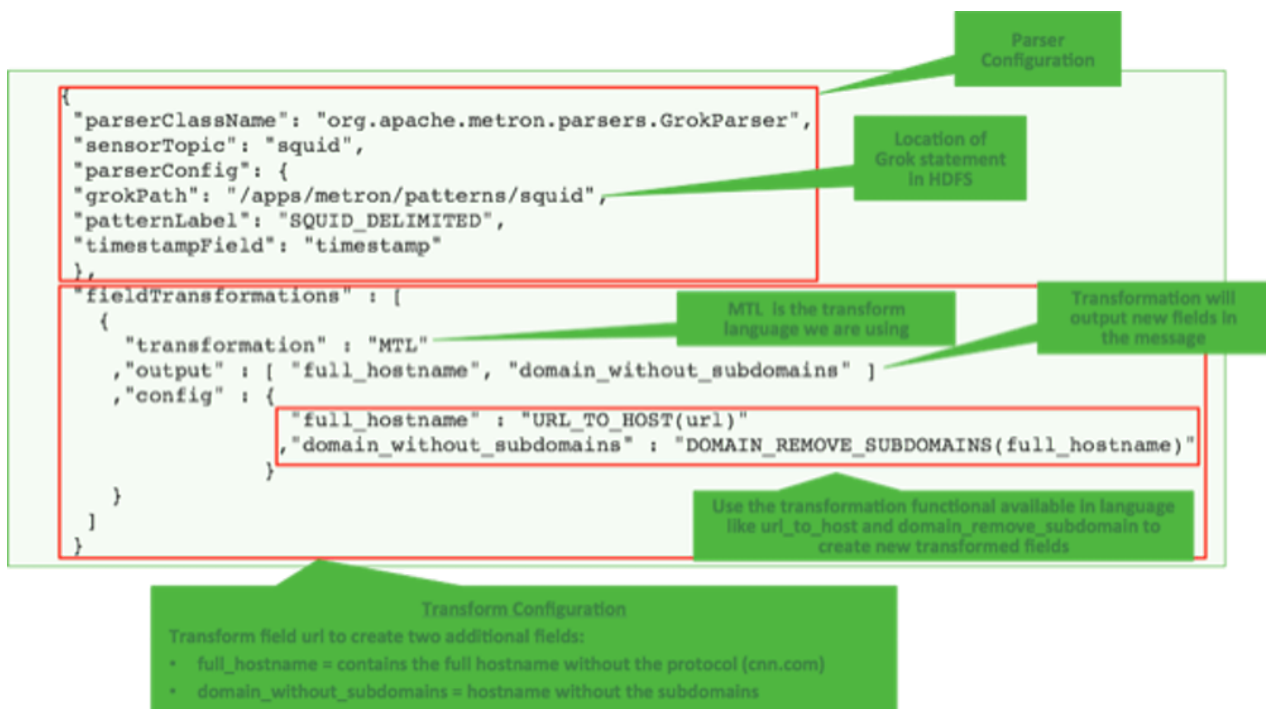 Parser
Configuration
{
"parserClassName": "org.apache.metron.parsers.GrokParser",
"sensorTopic": "squid",
"parserConfig": {
"grokPath": "/apps/metron/patterns/squid",
"patternLabel": "SQUID_DELIMITED",
"timestampField": "timestamp"
},
Location of
Grok statement
in HDFS
"fieldTransformations" : [
{
"transformation" : "MTL"
,"output" : [ "full_hostname", "domain_without_subdomains" ]
,"config" : {
"full_hostname" : "URL_TO_HOST(url)"
,"domain_without_subdomains" : "DOMAIN_REMOVE_SUBDOMAINS(full_hostname)"
}
}
]
}
MTL is the transform
language we are using
Transformation will
output new fields in
the message
Use the transformation functional available in language
like url_to_host and domain_remove_subdomain to
create new transformed fields
Transform Configuration
Transform field url to create two additional fields:
• full_hostname = contains the full hostname without the protocol (cnn.com)
• domain_without_subdomains = hostname without the subdomains